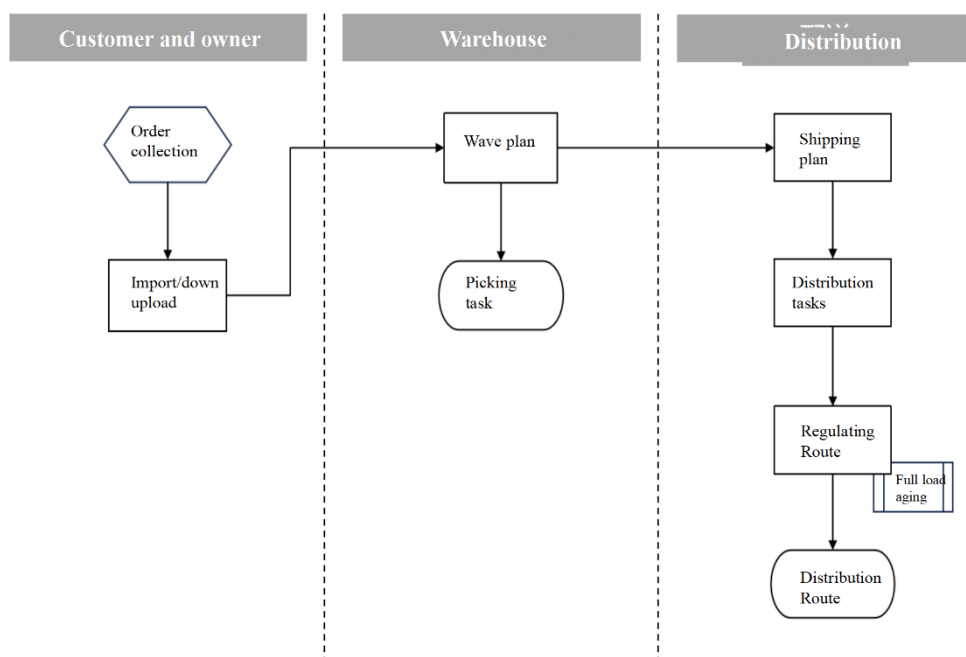 Customer and owner
Warehouse
Distribution
Order
collection
Wave plan
Shipping
plan
Import/down
upload
Picking
task
Distribution
tasks
Regulating
Route
Full load
aging
Distribution
Route